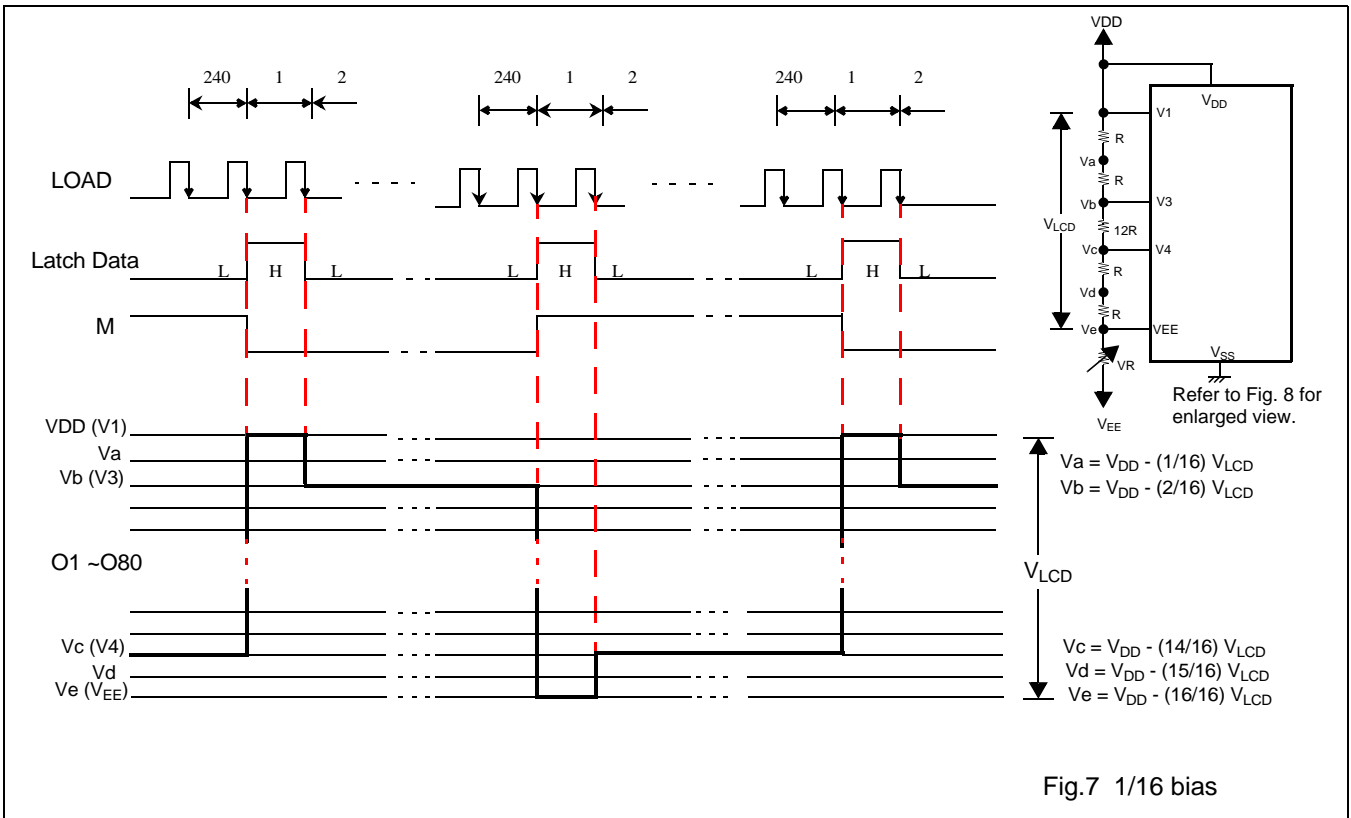 240 1 2
240 1 2
240 1 2
LOAD
Latch Data
L H L
L H L
L H L
M
VDD (V1)
Va
Vb (V3)
O1 ~O80
Vc (V4)
Vd
Ve (VEE)
VDD
VDD
V1
R
Va
R
Vb
V3
VLCD
12R
Vc
V4
R
Vd
R
Ve
VEE
VSS
VR
VEE
Refer to Fig. 8 for
enlarged view.
Va = VDD - (1/16) VLCD
Vb = VDD - (2/16) VLCD
VLCD
Vc = VDD - (14/16) VLCD
Vd = VDD - (15/16) VLCD
Ve = VDD - (16/16) VLCD
Fig.7 1/16 bias